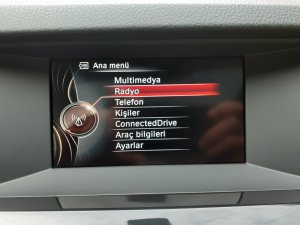 Ana menü
Multimedya
Radyo
Telefon
Kişiler
ConnectedDrive
Araç bilgileri
Ayarlar